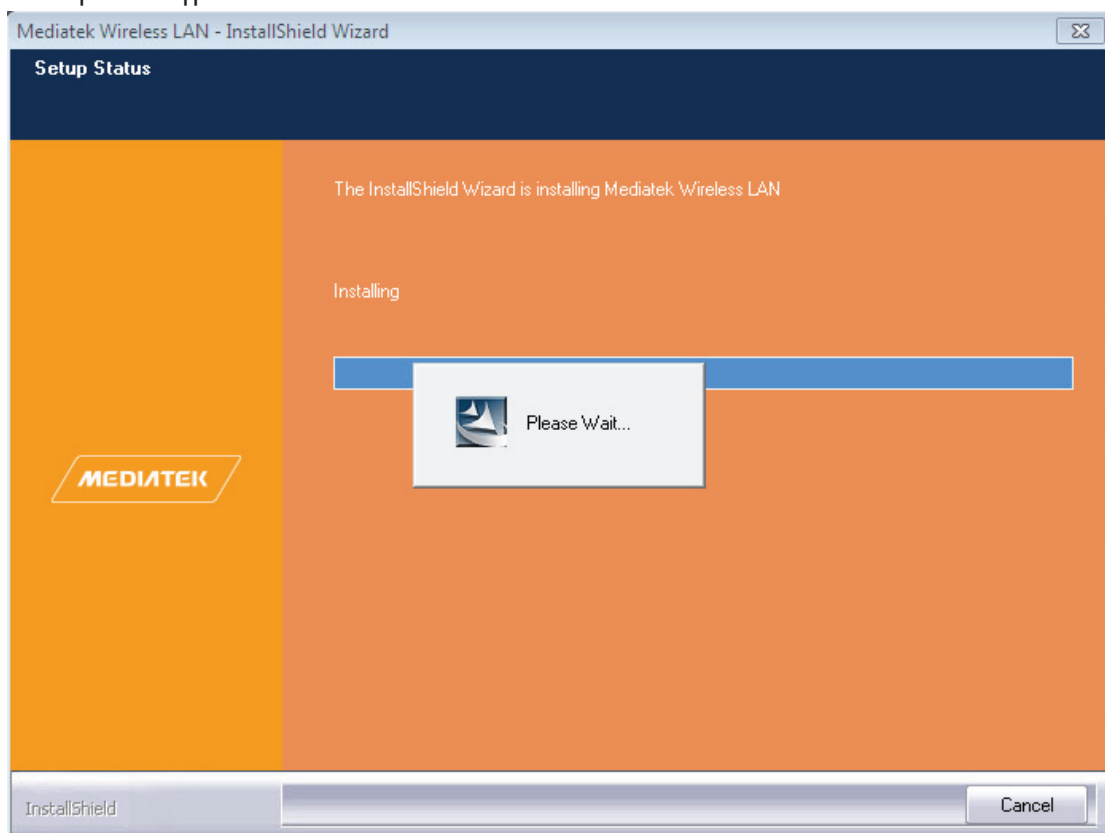 Mediatek Wireless LAN - InstallShield Wizard
Setup Status
The InstallShield Wizard is installing Mediatek Wireless LAN
Installing
Please Wait...
MEDIATEK
InstallShield
Cancel